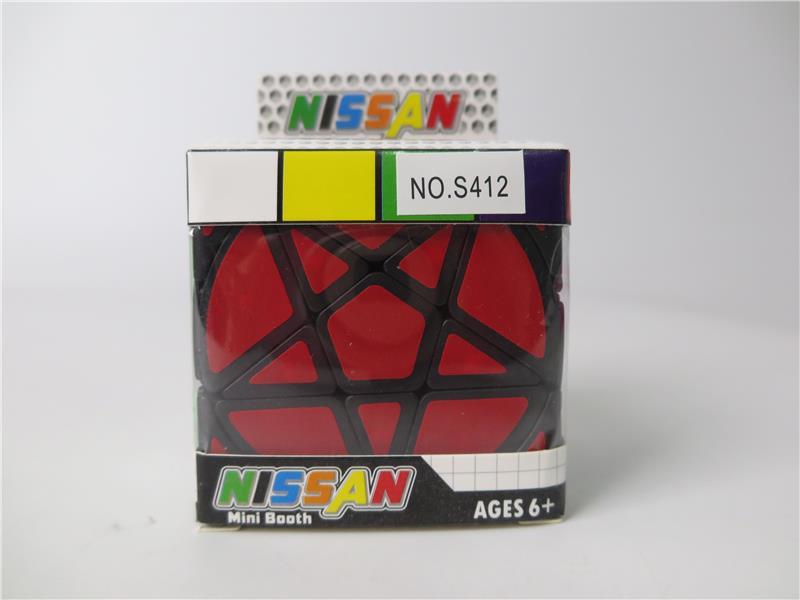 NISSAN
NO.S412
NISSAN
Mini Booth
AGES 6+